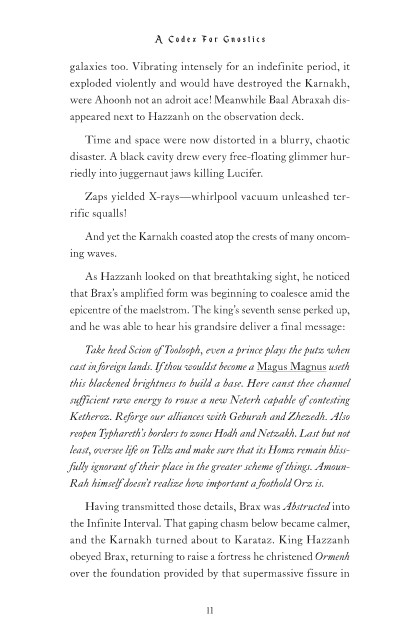 A Codex For Gnostics
galaxies too. Vibrating intensely for an indefinite period, it
exploded violently and would have destroyed the Karnakh,
were Ahoonh not an adroit ace! Meanwhile Baal Abraxah dis-
appeared next to Hazzanh on the observation deck.
Time and space were now distorted in a blurry, chaotic
disaster. A black cavity drew every free-floating glimmer hur-
riedly into juggernaut jaws killing Lucifer.
Zaps yielded X-rays—whirlpool vacuum unleashed ter-
rific squalls!
And yet the Karnakh coasted atop the crests of many oncom-
ing waves.
As Hazzanh looked on that breathtaking sight, he noticed
that Brax's amplified form was beginning to coalesce amid the
epicentre of the maelstrom. The king's seventh sense perked up,
and he was able to hear his grandsire deliver a final message:
Take heed Scion of Toolooph, even a prince plays the putz when
cast in foreign lands. If thou wouldst become a Magus Magnus useth
this blackened brightness to build a base. Here canst thee channel
sufficient raw energy to rouse a new Neterh capable of contesting
Ketheroz. Reforge our alliances with Geburah and Zhezedh. Also
reopen Typhareth's borders to zones Hodh and Netzakh. Last but not
least, oversee life on Tellz and make sure that its Homz remain bliss-
fully ignorant of their place in the greater scheme of things. Amoun-
Rah himself doesn't realize how important a foothold Orz is.
Having transmitted those details, Brax was Abstructed into
the Infinite Interval. That gaping chasm below became calmer,
and the Karnakh turned about to Karataz. King Hazzanh
obeyed Brax, returning to raise a fortress he christened Ormenh
over the foundation provided by that supermassive fissure in
11